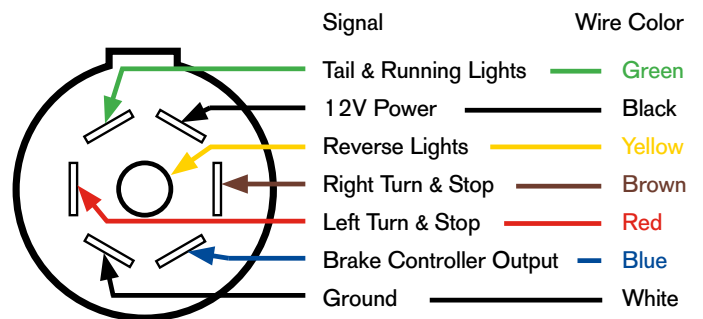 Signal Wire Color
Tail & Running Lights Green
12V Power Black
Reverse Lights Yellow
Right Turn & Stop Brown
Left Turn & Stop Red
Brake Controller Output Blue
Ground White